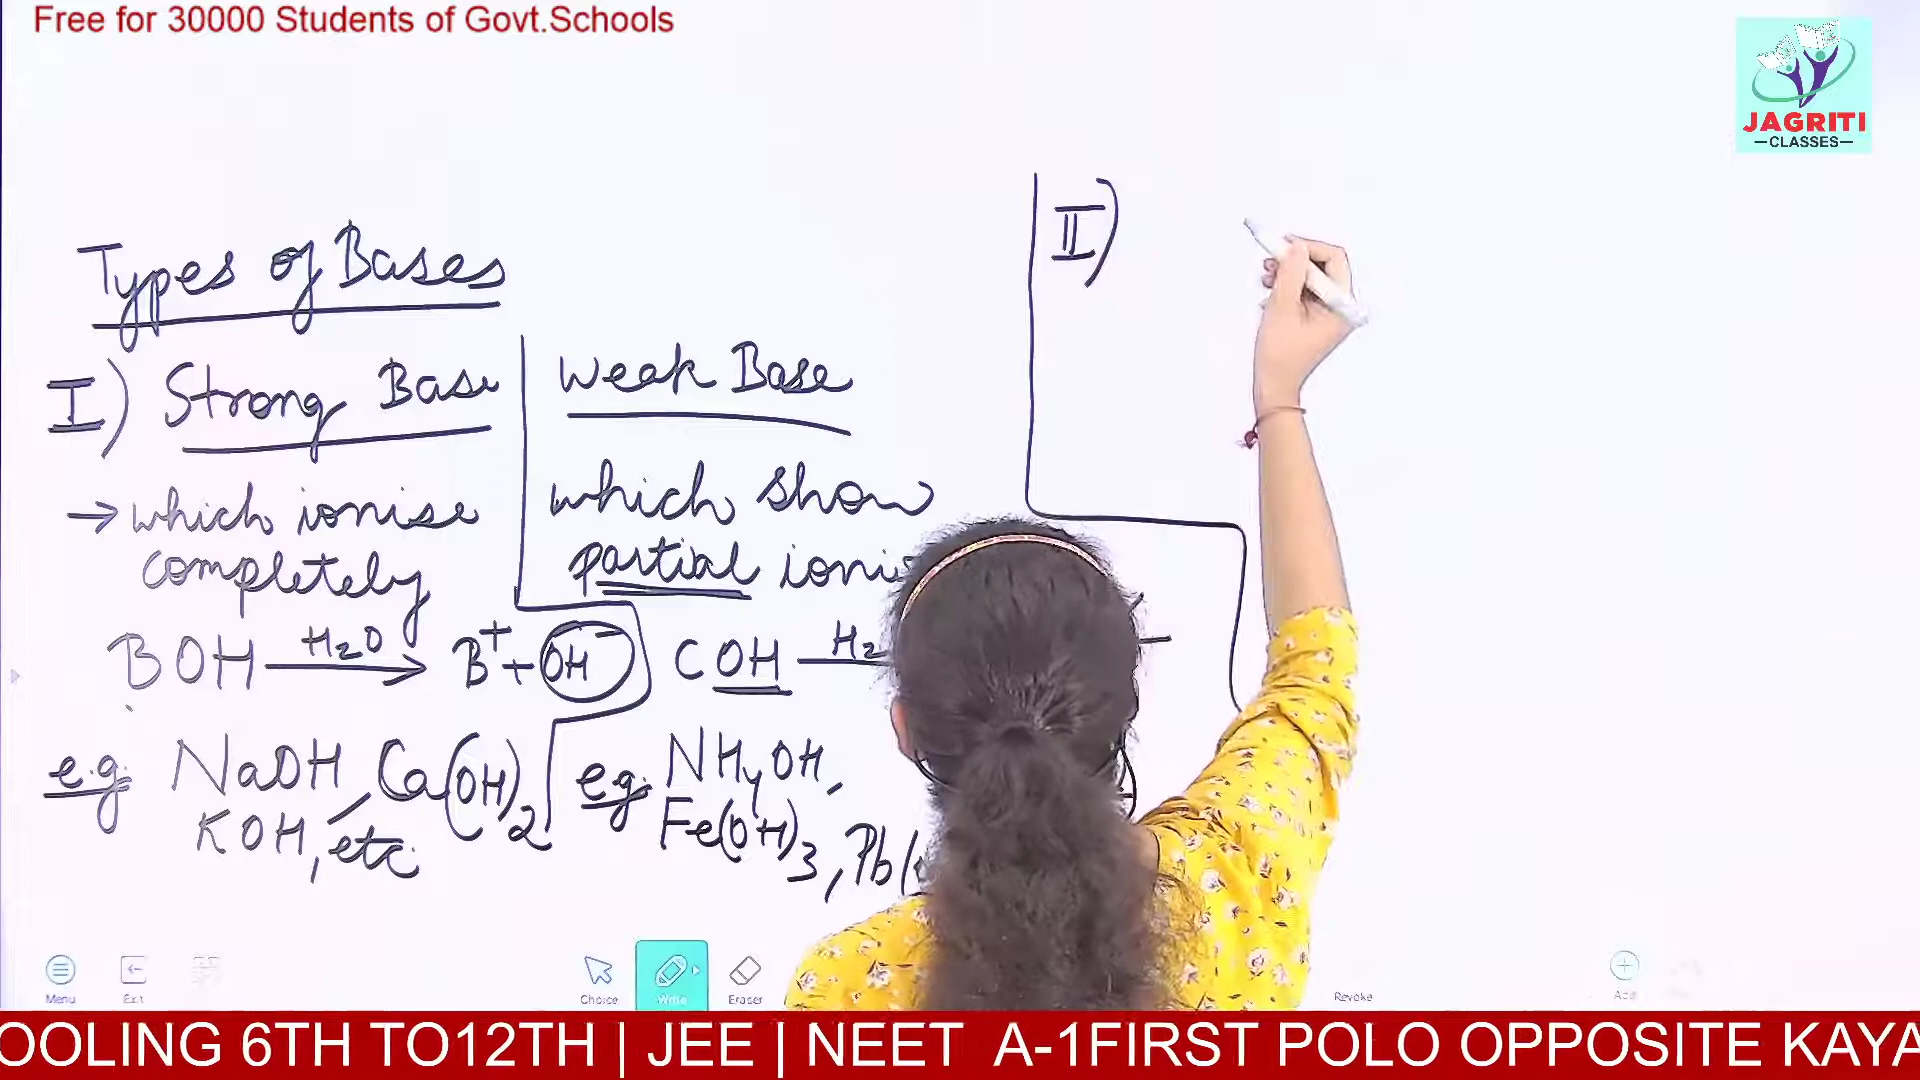 Free for 30000 Students of Govt.Schools
JAGRITI
CLASSES
Types of Bases
I) Strong Base
→ which ionise
completely
BOH H2O → B+ + OH-
e.g. NaOH, Ca(OH)2
KOH, etc
Weak Base
which show
partial
COH
e.g. NH4OH,
Fe(OH)3, Pb(
II)
Menu
Exit
Choice
Write
Eraser
Revoke
Add
OOLING 6TH TO12TH | JEE | NEET A-1FIRST POLO OPPOSITE KAYA